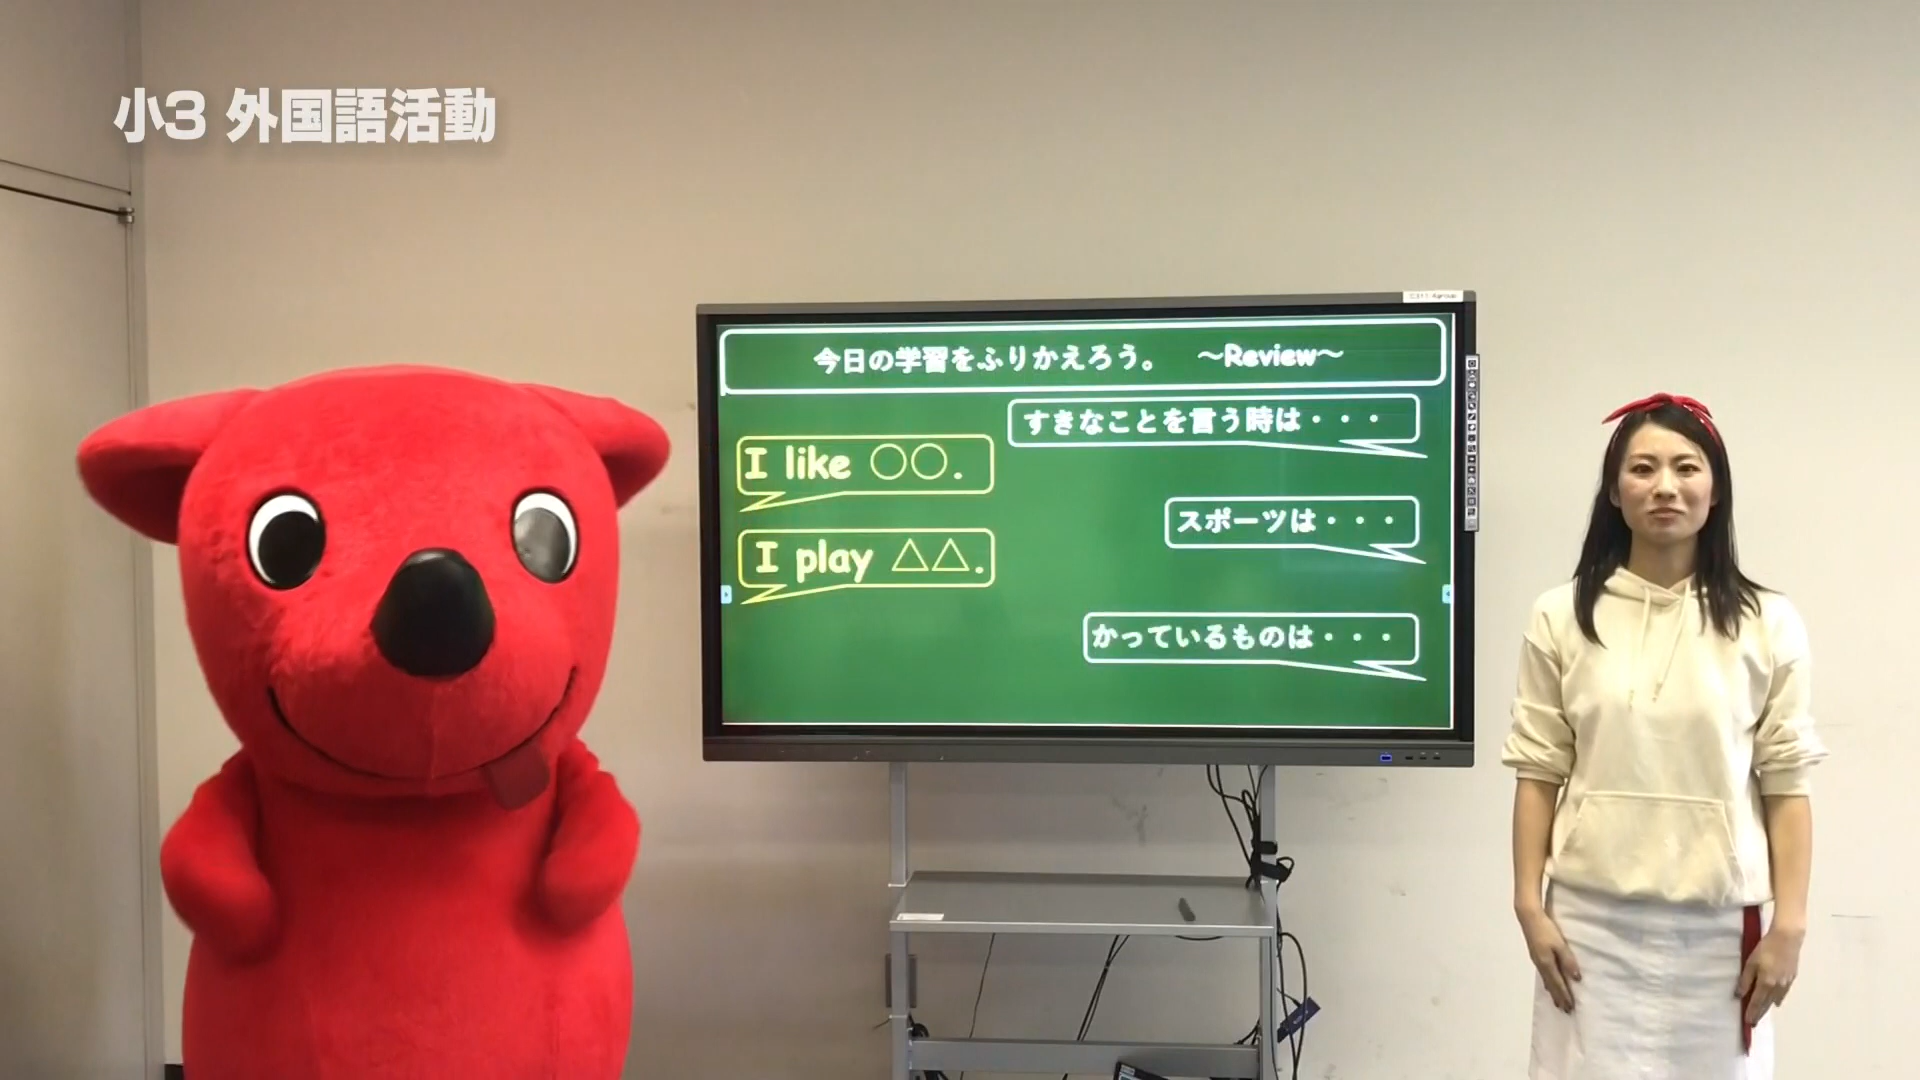 小3 外国語活動
今日の学習をふりかえろう。 ～Review～
すきなことを言う時は・・・
I like ○○.
スポーツは・・・
I play △△.
かっているものは・・・